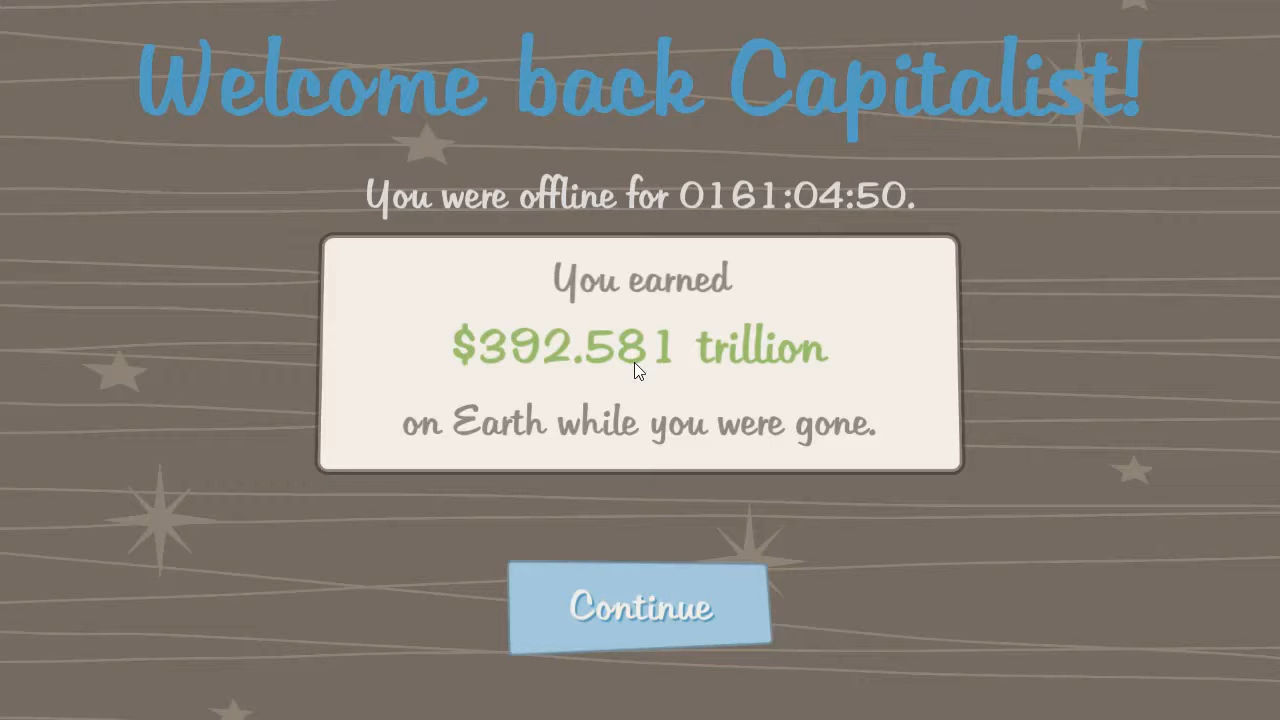 Welcome back Capitalist!
You were offline for 0161:04:50.
You earned
$392.581 trillion
on Earth while you were gone.
Continue